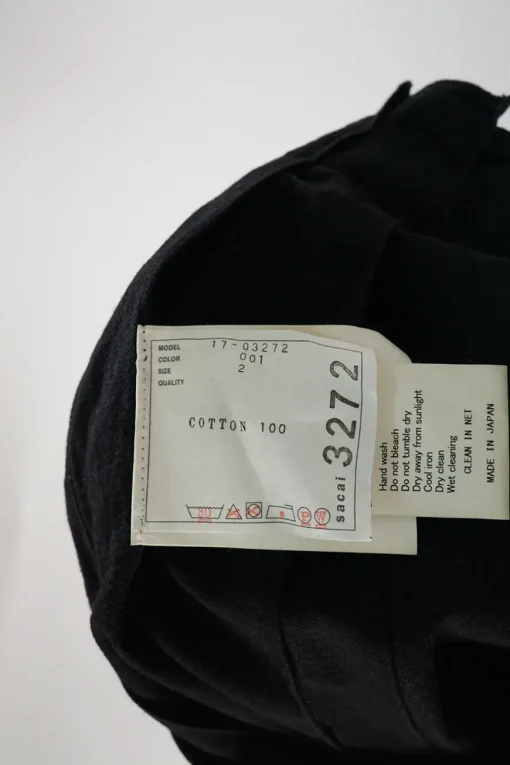 MODEL 17-03272
COLOR 001
SIZE 2
QUALITY
COTTON 100
30
P W
sacai 3272
Hand wash
Do not bleach
Do not tumble dry
Dry away from sunlight
Cool iron
Dry clean
Wet cleaning
CLEAN IN NET
MADE IN JAPAN